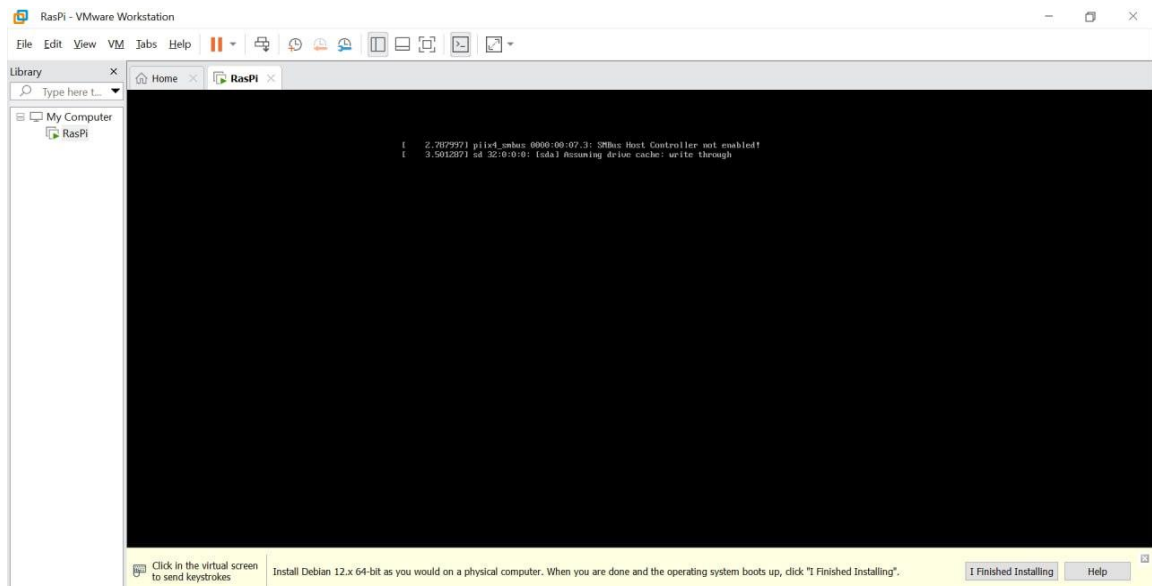 RasPi - VMware Workstation
File Edit View VM Tabs Help
Library
Home
RasPi
Type here t...
My Computer
RasPi
[ 2.787997] piix4_smbus 0000:00:07.3: SMBus Host Controller not enabled!
[ 3.501287] sd 32:0:0:0: [sda] Assuming drive cache: write through
Click in the virtual screen
to send keystrokes
Install Debian 12.x 64-bit as you would on a physical computer. When you are done and the operating system boots up, click "I Finished Installing".
I Finished Installing
Help